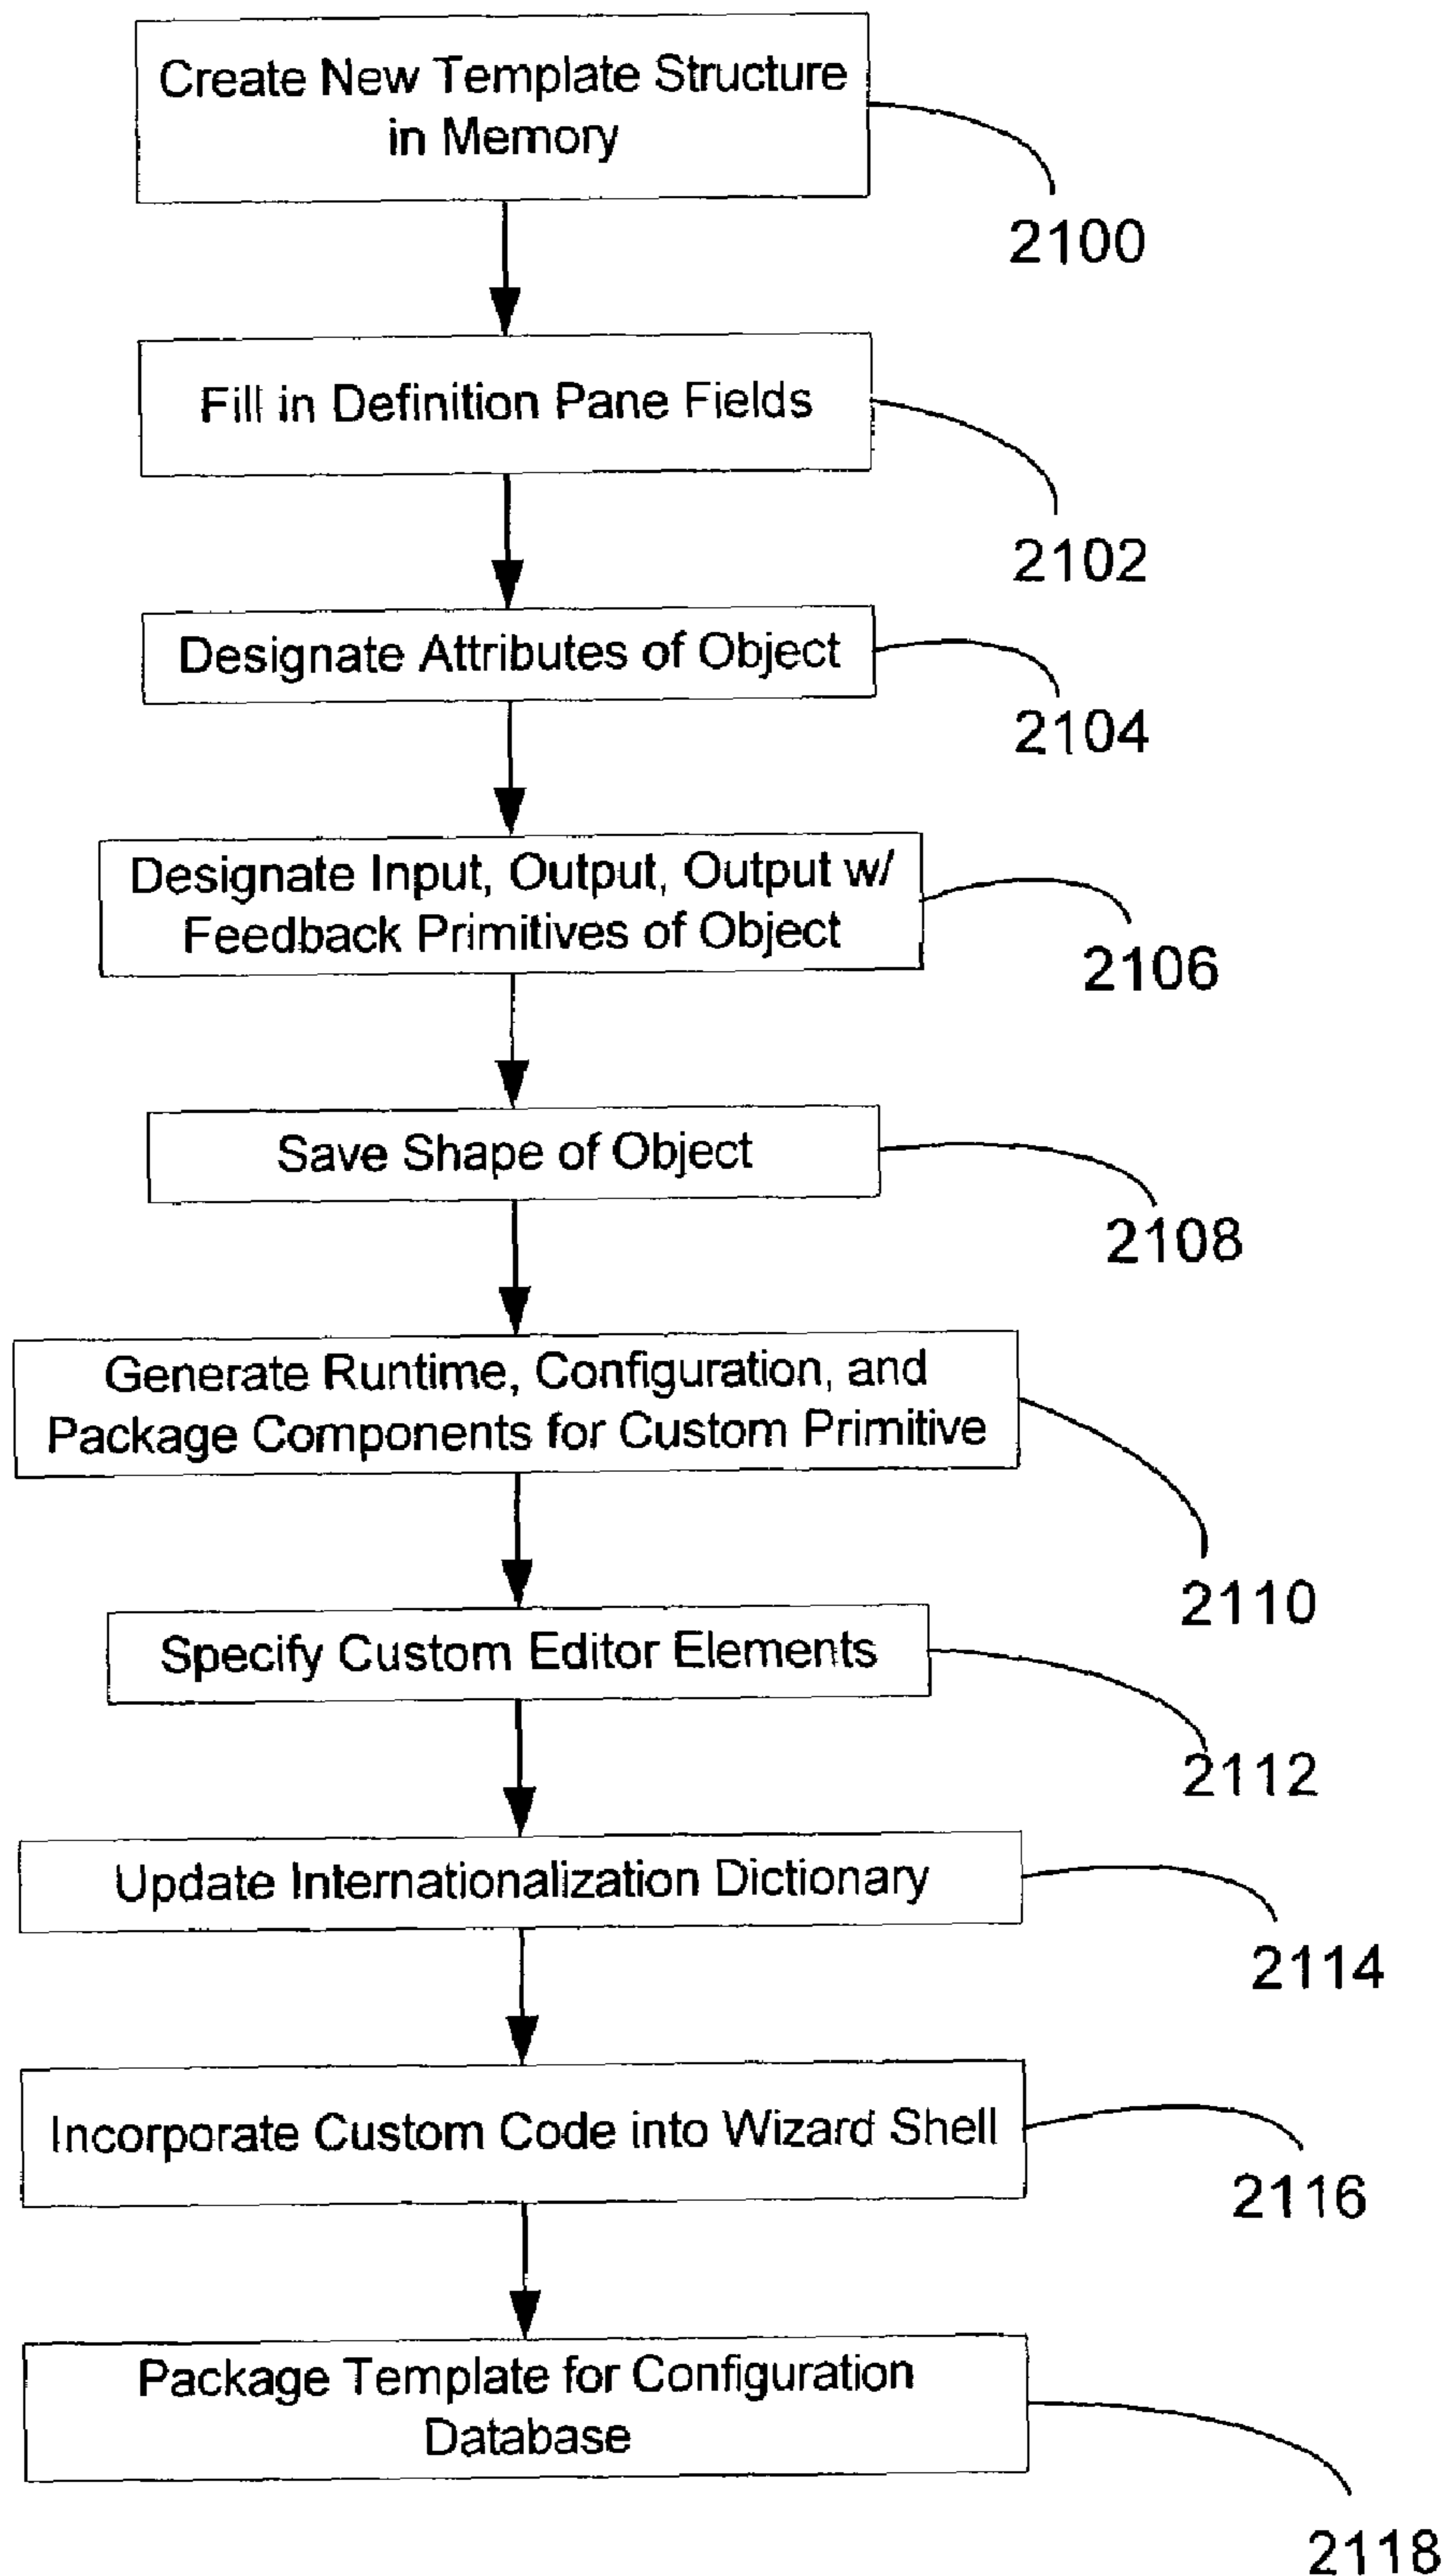 Create New Template Structure
in Memory
2100
Fill in Definition Pane Fields
2102
Designate Attributes of Object
2104
Designate Input, Output, Output w/
Feedback Primitives of Object
2106
Save Shape of Object
2108
Generate Runtime, Configuration, and
Package Components for Custom Primitive
2110
Specify Custom Editor Elements
2112
Update Internationalization Dictionary
2114
Incorporate Custom Code into Wizard Shell
2116
Package Template for Configuration
Database
2118